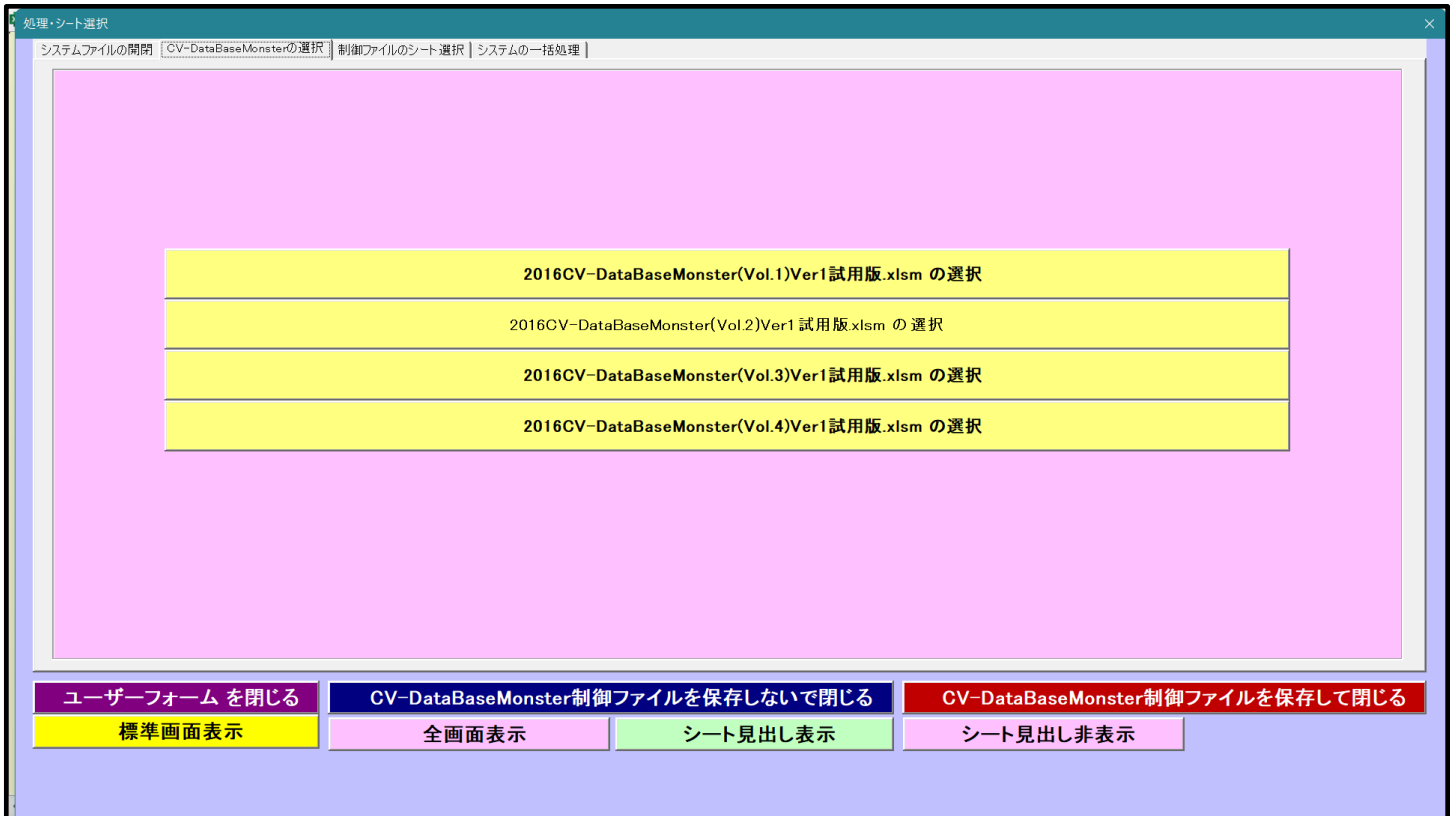 処理・シート選択
システムファイルの開閉 CV-DataBaseMonsterの選択 制御ファイルのシート選択 システムの一括処理
2016CV-DataBaseMonster(Vol.1)Ver1試用版.xlsm の選択
2016CV-DataBaseMonster(Vol.2)Ver1試用版.xlsm の選択
2016CV-DataBaseMonster(Vol.3)Ver1試用版.xlsm の選択
2016CV-DataBaseMonster(Vol.4)Ver1試用版.xlsm の選択
ユーザーフォーム を閉じる CV-DataBaseMonster制御ファイルを保存しないで閉じる CV-DataBaseMonster制御ファイルを保存して閉じる
標準画面表示 全画面表示 シート見出し表示 シート見出し非表示